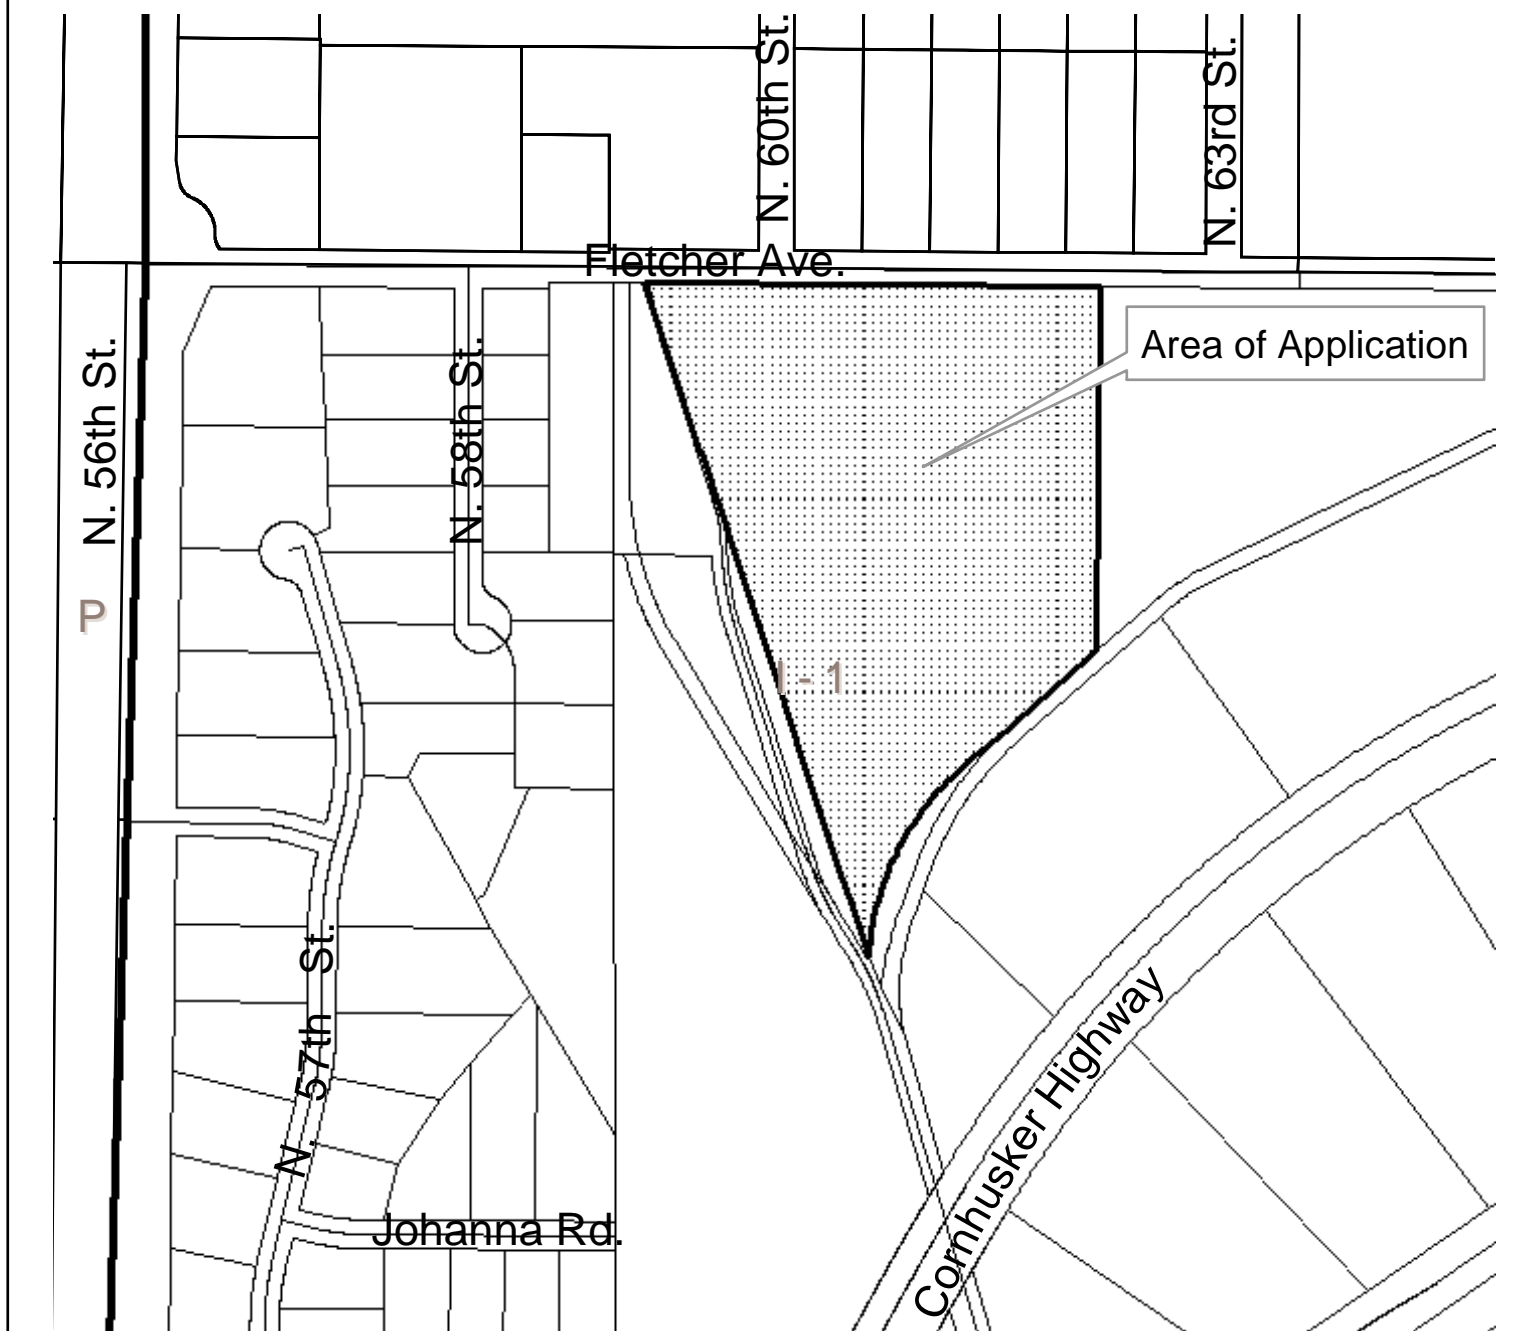 N. 60th St.
N. 63rd St.
Fletcher Ave.
Area of Application
N. 56th St.
N. 58th St.
P
I - 1
N. 57th St.
Cornhusker Highway
Johanna Rd.